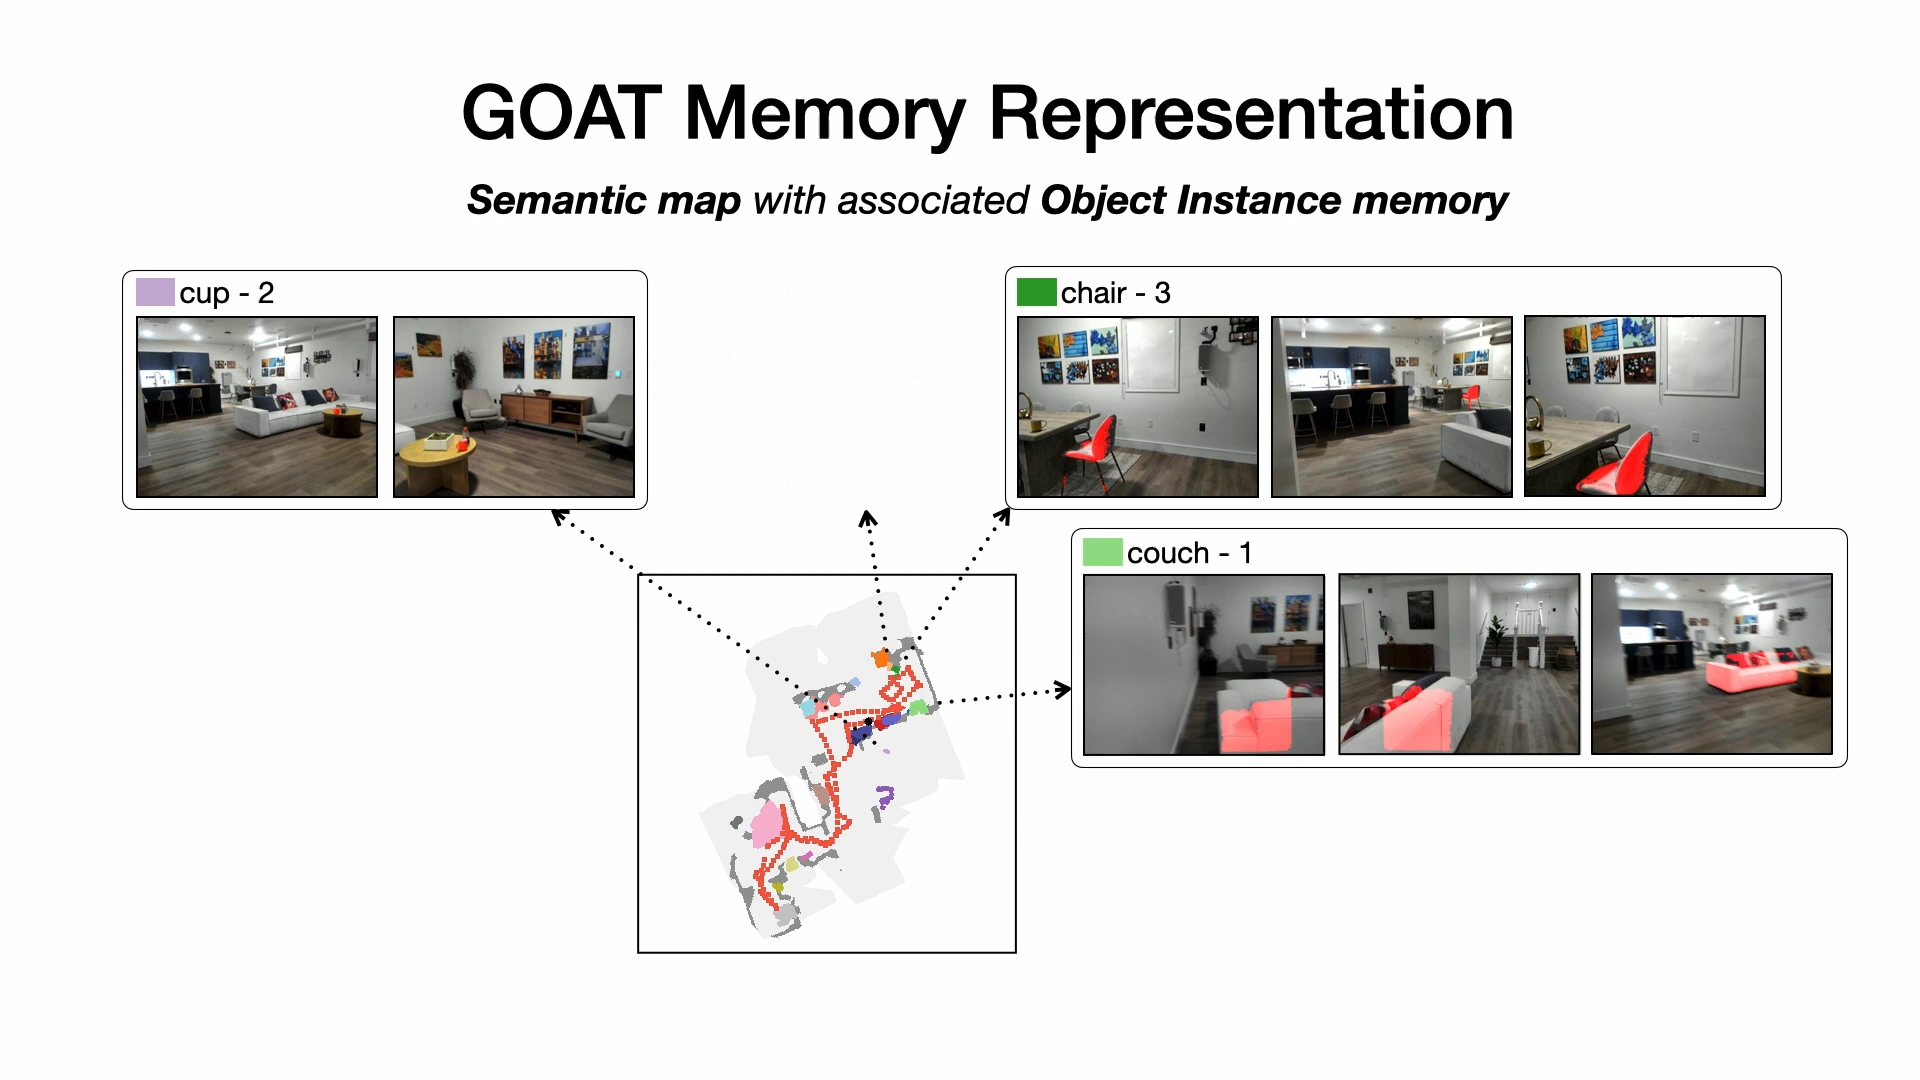 GOAT Memory Representation
Semantic map with associated Object Instance memory
cup - 2
chair - 3
couch - 1